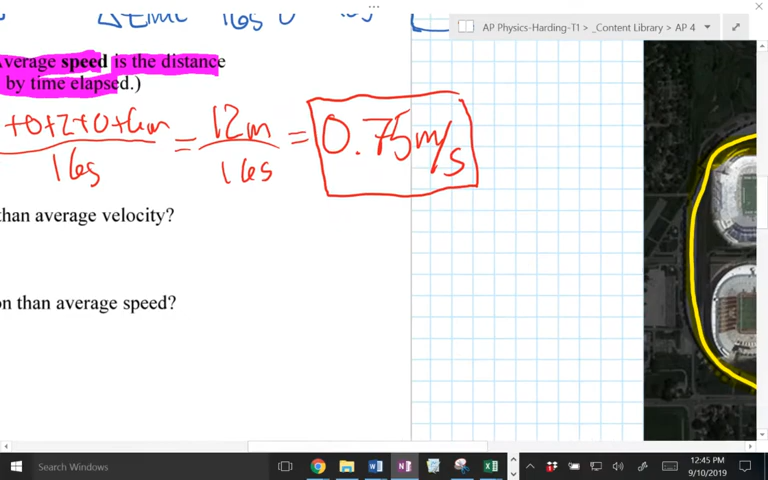 AP Physics-Harding-T1 > _Content Library > AP 4
Average speed is the distance
by time elapsed.)
+0+2+0+6m
16s
= 12m
16s
= 0.75m/s
than average velocity?
on than average speed?
Search Windows
12:45 PM
9/10/2019